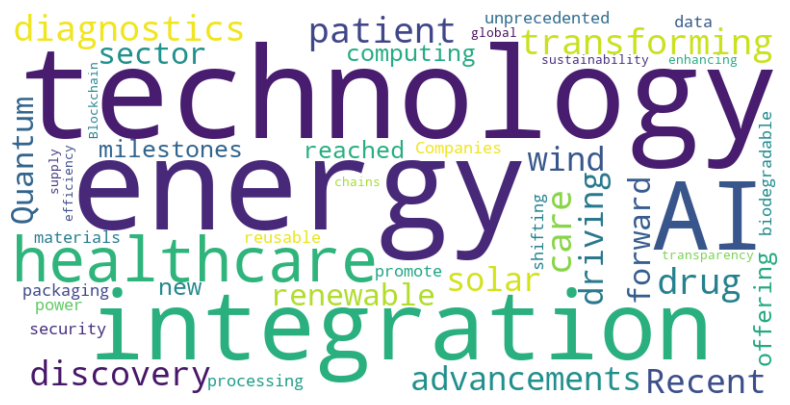 diagnostics
patient
unprecedented
data
global
transforming
sector
computing
sustainability
enhancing
technology
Quantum
Blockchain
milestones
reached
Companies
wind
biodegradable
supply
efficiency
energy
chains
AI
care
driving
forward
shifting
materials
reusable
healthcare
promote
transparency
packaging
new
renewable
solar
drug
offering
power
security
integration
discovery
processing
advancements
Recent